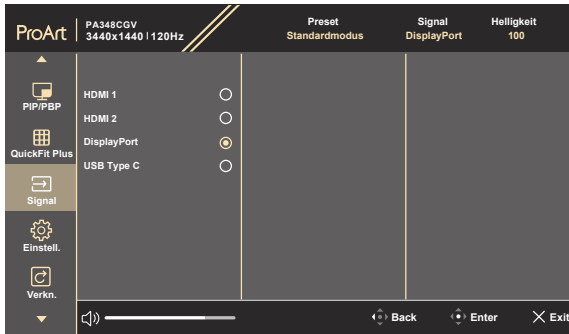 ProArt
PA348CGV
3440x1440 120Hz
Preset
Standardmodus
Signal
DisplayPort
Helligkeit
100
PIP/PBP
QuickFit Plus
Signal
Einstell.
Verkn.
HDMI 1
HDMI 2
DisplayPort
USB Type C
Back
Enter
Exit